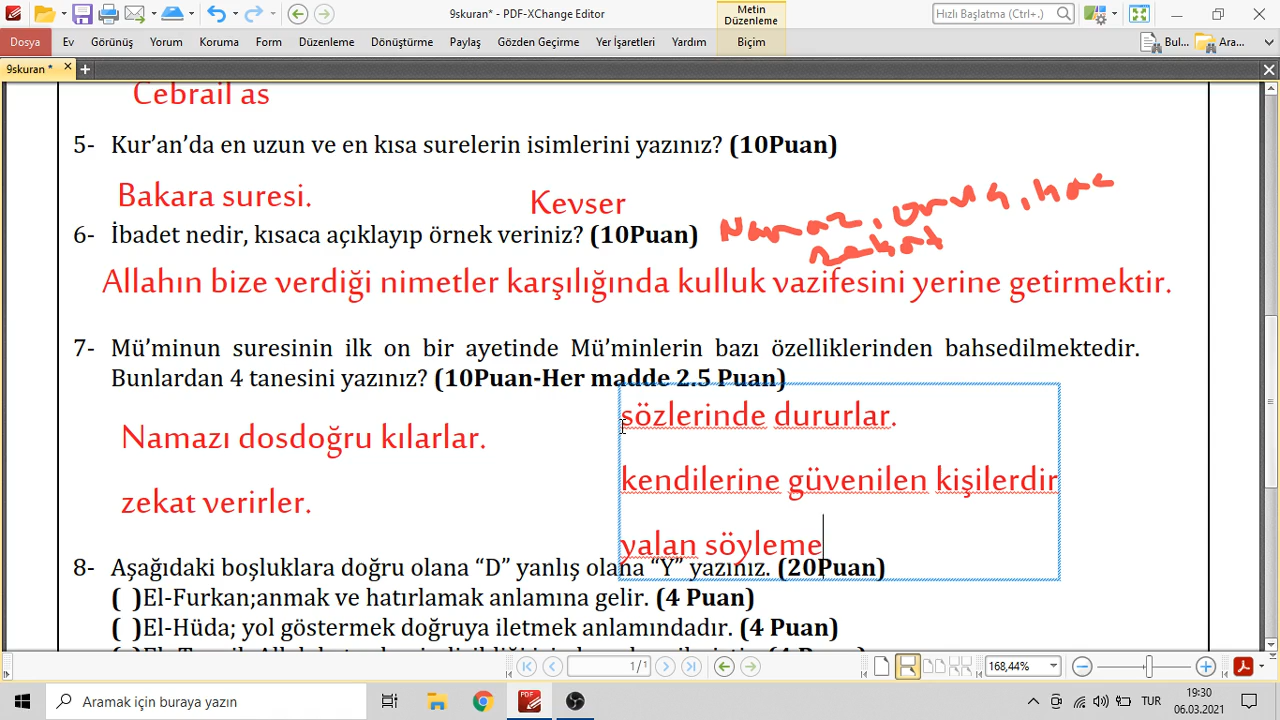 9skuran* - PDF-XChange Editor
Metin Düzenleme
Hızlı Başlatma (Ctrl+.)
Dosya Ev Görünüş Yorum Koruma Form Düzenleme Dönüştürme Paylaş Gözden Geçirme Yer İşaretleri Yardım Biçim Bul... Ara...
9skuran *
Cebrail as
5- Kur’an’da en uzun ve en kısa surelerin isimlerini yazınız? (10Puan)
Bakara suresi. Kevser
Namaz, oruç, hac
zekat
6- İbadet nedir, kısaca açıklayıp örnek veriniz? (10Puan)
Allahın bize verdiği nimetler karşılığında kulluk vazifesini yerine getirmektir.
7- Mü’minun suresinin ilk on bir ayetinde Mü’minlerin bazı özelliklerinden bahsedilmektedir.
Bunlardan 4 tanesini yazınız? (10Puan-Her madde 2.5 Puan)
sözlerinde dururlar.
Namazı dosdoğru kılarlar.
kendilerine güvenilen kişilerdir
zekat verirler.
yalan söyleme
8- Aşağıdaki boşluklara doğru olana “D” yanlış olana “Y” yazınız. (20Puan)
( )El-Furkan;anmak ve hatırlamak anlamına gelir. (4 Puan)
( )El-Hüda; yol göstermek doğruya iletmek anlamındadır. (4 Puan)
1 / 1
168,44%
Aramak için buraya yazın
TUR
19:30
06.03.2021